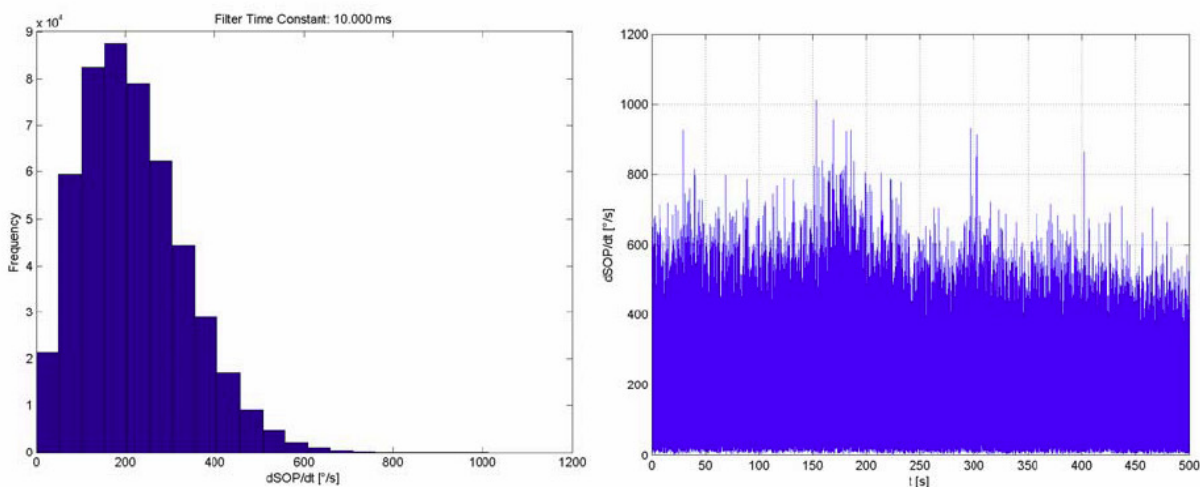 Filter Time Constant: 10.000 ms
9 x 10⁴
8
7
6
5
4
3
2
1
0
Frequency
0 200 400 600 800 1000 1200
dSOP/dt [°/s]
1200
1000
800
600
400
200
0
dSOP/dt [°/s]
0 50 100 150 200 250 300 350 400 450 500
t [s]